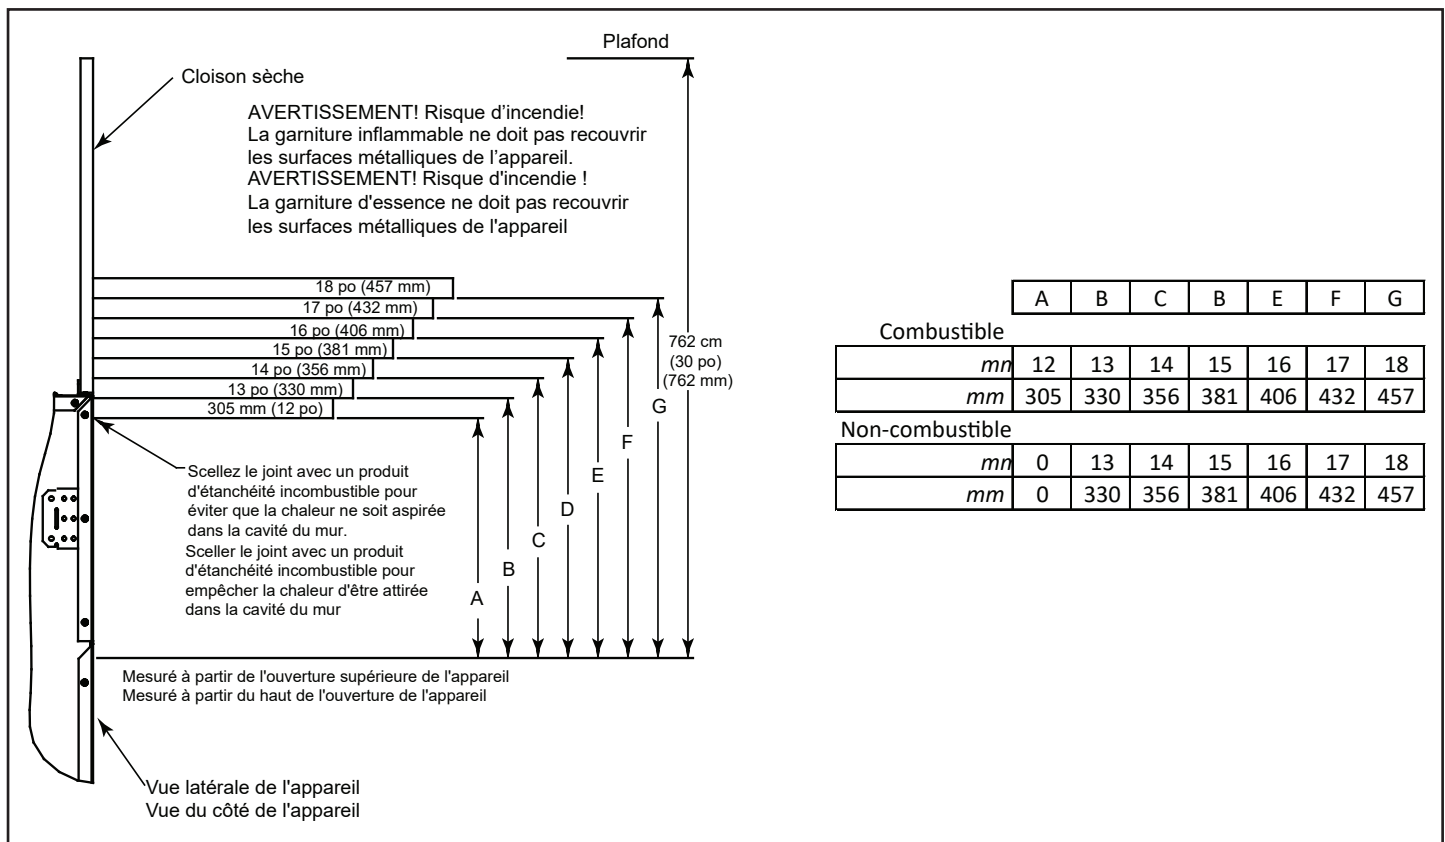 Plafond
Cloison sèche
AVERTISSEMENT! Risque d’incendie!
La garniture inflammable ne doit pas recouvrir
les surfaces métalliques de l’appareil.
AVERTISSEMENT! Risque d'incendie !
La garniture d'essence ne doit pas recouvrir
les surfaces métalliques de l'appareil
18 po (457 mm)
17 po (432 mm)
16 po (406 mm)
15 po (381 mm)
14 po (356 mm)
13 po (330 mm)
305 mm (12 po)
762 cm
(30 po)
(762 mm)
G
F
E
D
C
B
A
Scellez le joint avec un produit
d'étanchéité incombustible pour
éviter que la chaleur ne soit aspirée
dans la cavité du mur.
Sceller le joint avec un produit
d'étanchéité incombustible pour
empêcher la chaleur d'être attirée
dans la cavité du mur
Mesuré à partir de l'ouverture supérieure de l'appareil
Mesuré à partir du haut de l'ouverture de l'appareil
Vue latérale de l'appareil
Vue du côté de l'appareil
A B C B E F G
Combustible
12 13 14 15 16 17 18
mm 305 330 356 381 406 432 457
Non-combustible
0 13 14 15 16 17 18
mm 0 330 356 381 406 432 457